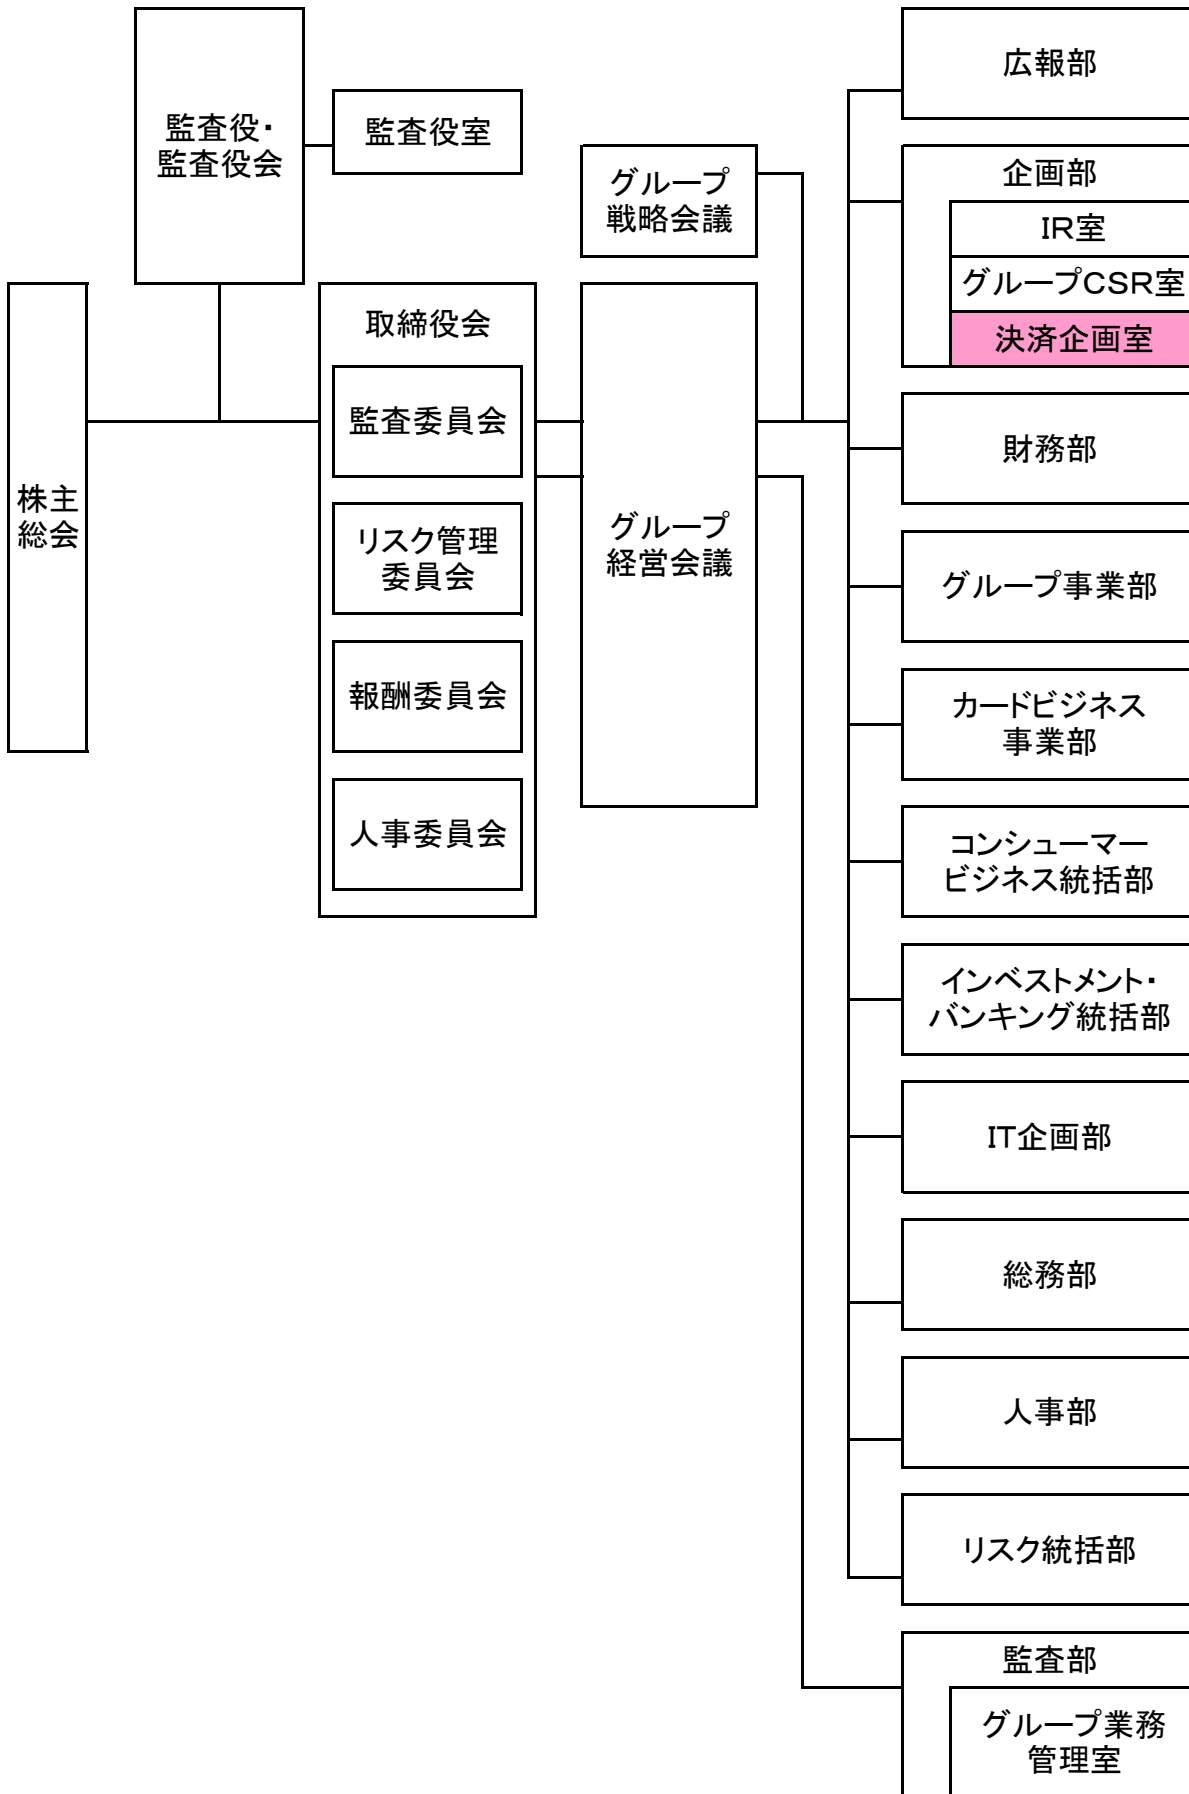 監査役・
監査役会
監査役室
株主
総会
取締役会
監査委員会
リスク管理
委員会
報酬委員会
人事委員会
グループ
戦略会議
グループ
経営会議
広報部
企画部
IR室
グループCSR室
決済企画室
財務部
グループ事業部
カードビジネス
事業部
コンシューマー
ビジネス統括部
インベストメント・
バンキング統括部
IT企画部
総務部
人事部
リスク統括部
監査部
グループ業務
管理室